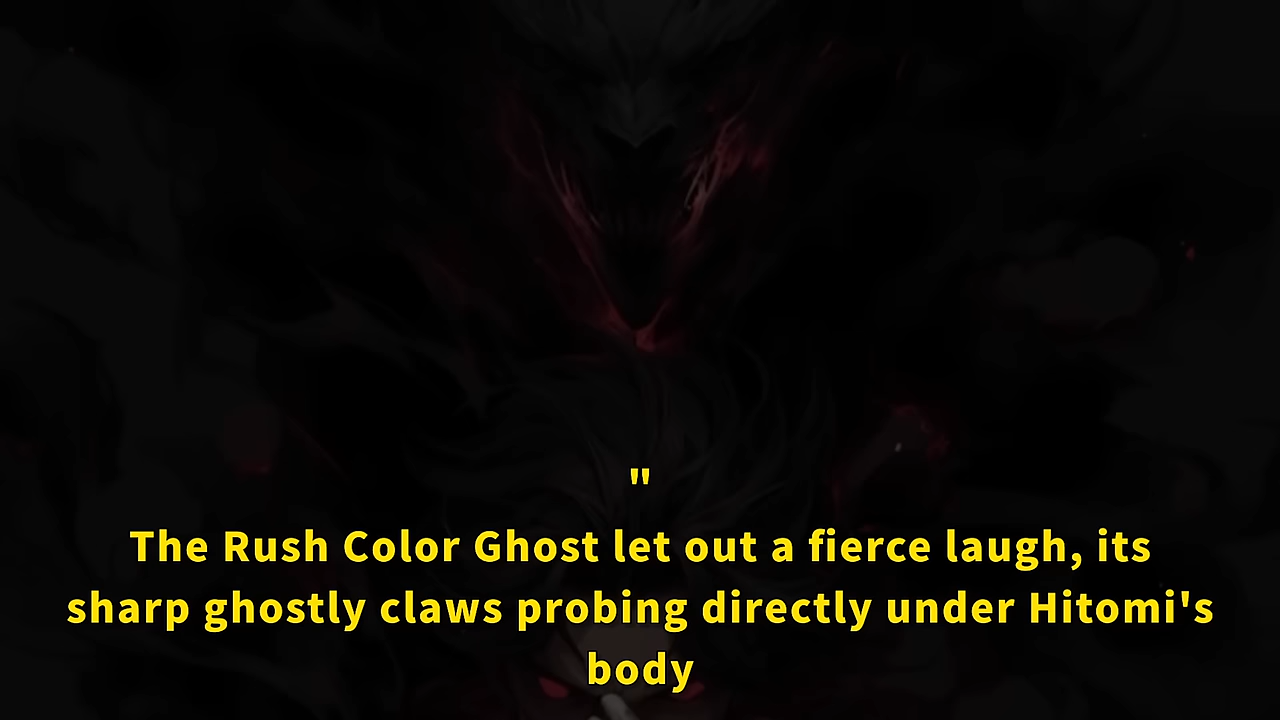 "
The Rush Color Ghost let out a fierce laugh, its
sharp ghostly claws probing directly under Hitomi's
body